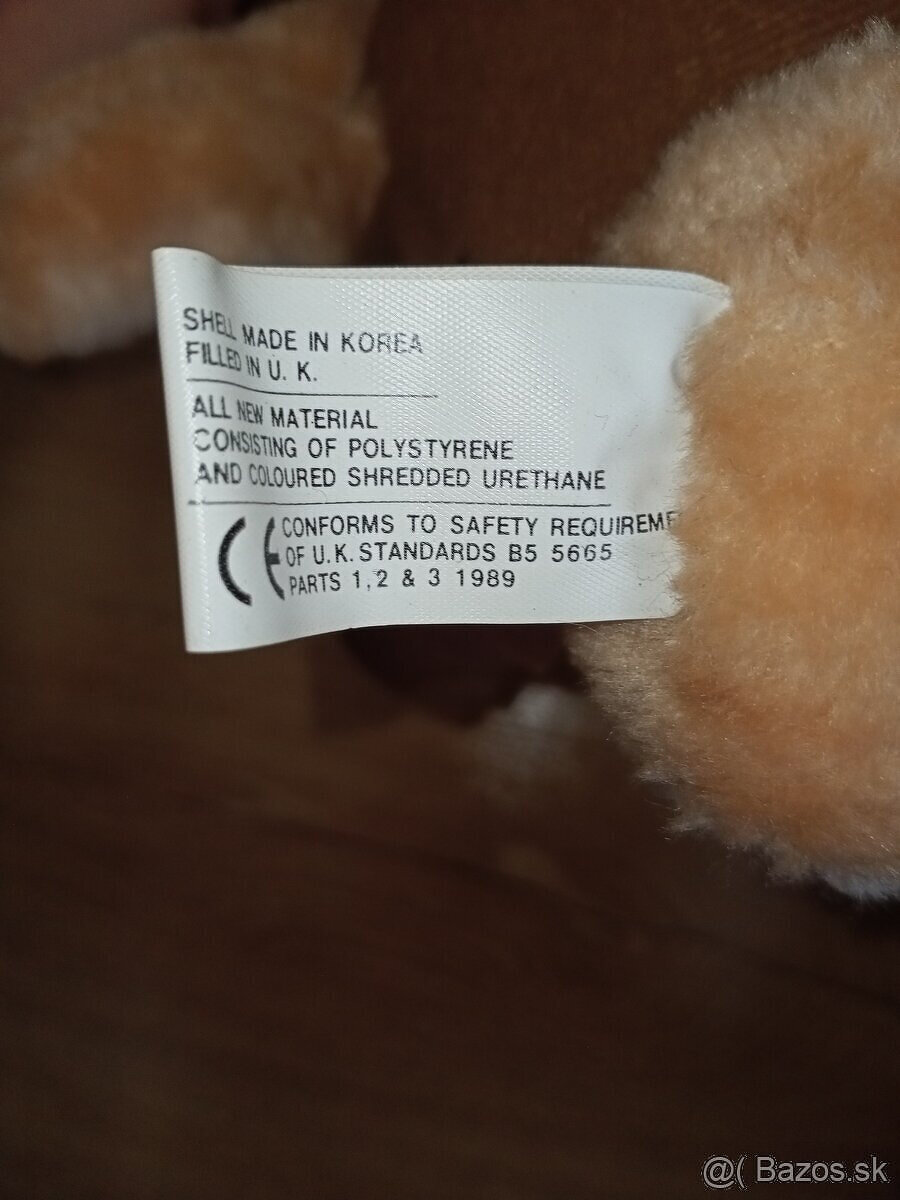 SHELL MADE IN KOREA
FILLED IN U. K.
ALL NEW MATERIAL
CONSISTING OF POLYSTYRENE
AND COLOURED SHREDDED URETHANE
CE CONFORMS TO SAFETY REQUIREME
OF U.K. STANDARDS B5 5665
PARTS 1, 2 & 3 1989
@( Bazos.sk